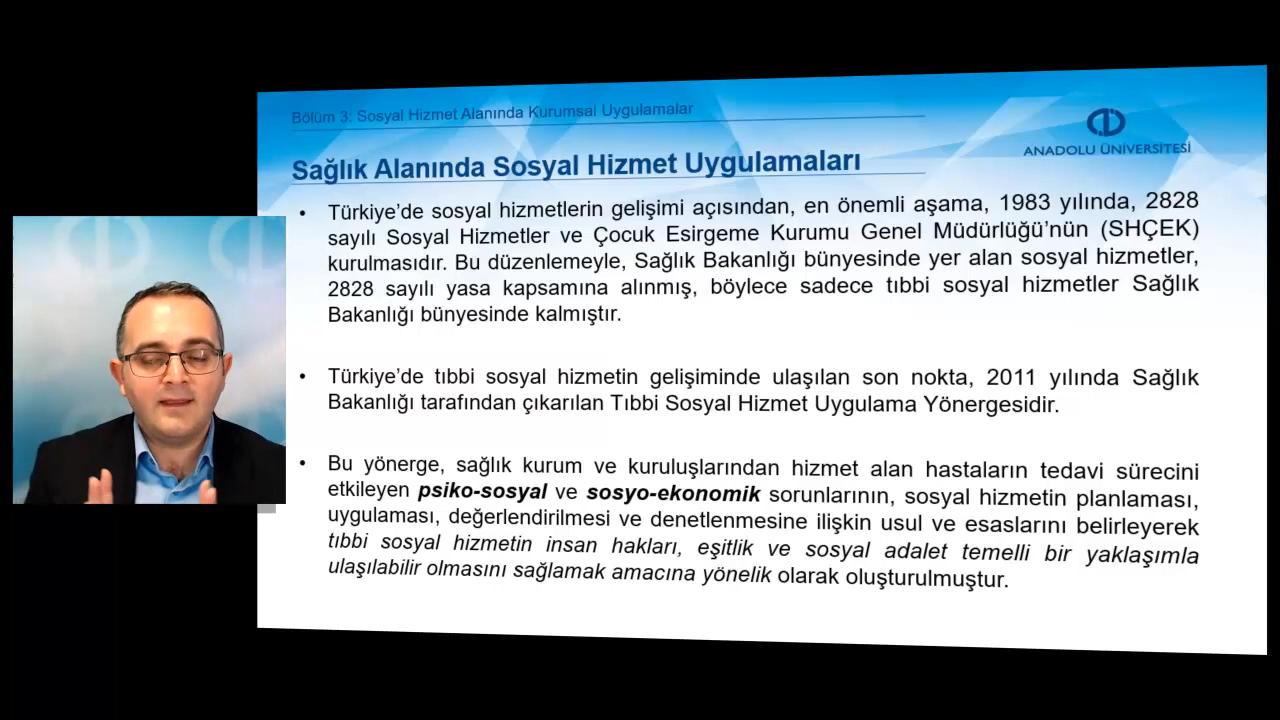 Bölüm 3: Sosyal Hizmet Alanında Kurumsal Uygulamalar
ANADOLU ÜNİVERSİTESİ
Sağlık Alanında Sosyal Hizmet Uygulamaları
• Türkiye’de sosyal hizmetlerin gelişimi açısından, en önemli aşama, 1983 yılında, 2828
sayılı Sosyal Hizmetler ve Çocuk Esirgeme Kurumu Genel Müdürlüğü’nün (SHÇEK)
kurulmasıdır. Bu düzenlemeyle, Sağlık Bakanlığı bünyesinde yer alan sosyal hizmetler,
2828 sayılı yasa kapsamına alınmış, böylece sadece tıbbi sosyal hizmetler Sağlık
Bakanlığı bünyesinde kalmıştır.
• Türkiye’de tıbbi sosyal hizmetin gelişiminde ulaşılan son nokta, 2011 yılında Sağlık
Bakanlığı tarafından çıkarılan Tıbbi Sosyal Hizmet Uygulama Yönergesidir.
• Bu yönerge, sağlık kurum ve kuruluşlarından hizmet alan hastaların tedavi sürecini
etkileyen psiko-sosyal ve sosyo-ekonomik sorunlarının, sosyal hizmetin planlaması,
uygulaması, değerlendirilmesi ve denetlenmesine ilişkin usul ve esaslarını belirleyerek
tıbbi sosyal hizmetin insan hakları, eşitlik ve sosyal adalet temelli bir yaklaşımla
ulaşılabilir olmasını sağlamak amacına yönelik olarak oluşturulmuştur.